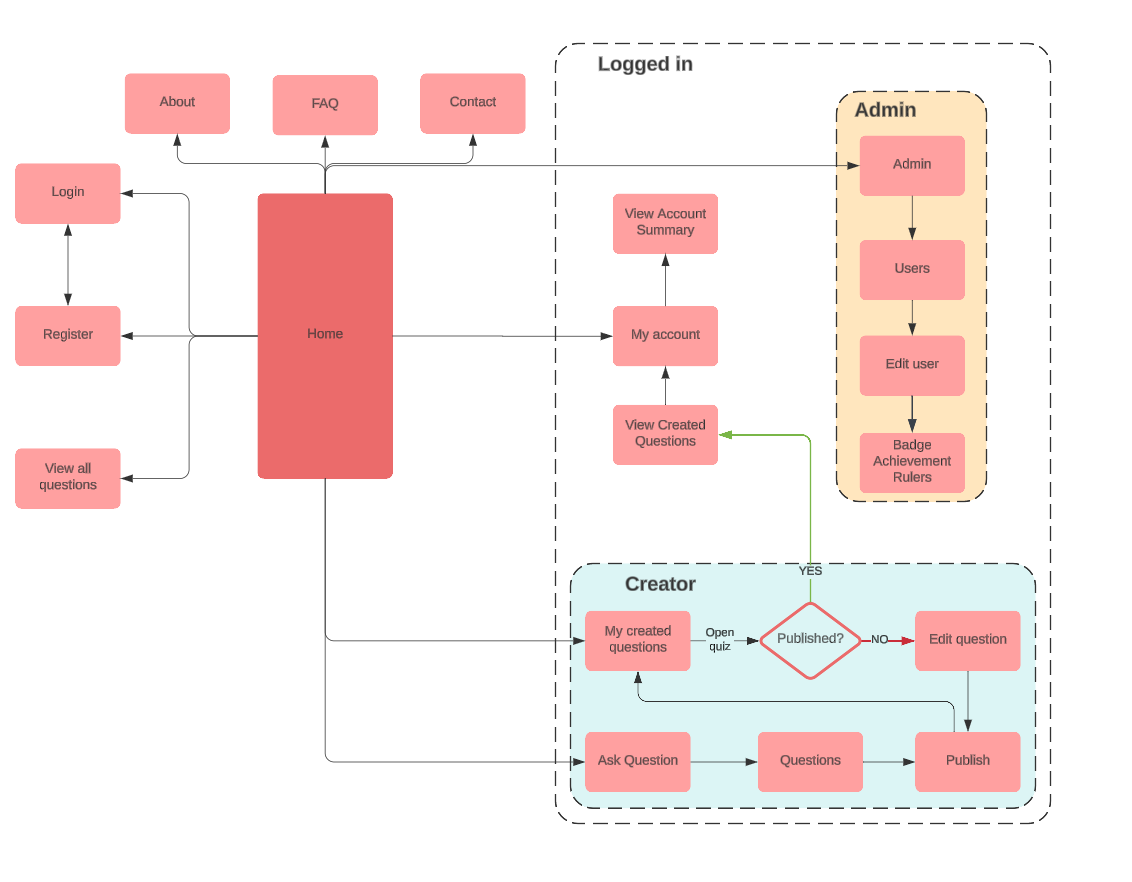 Logged in
Admin
About
FAQ
Contact
Admin
Login
View Account
Summary
Users
Register
Home
My account
Edit user
View all
questions
View Created
Questions
Badge
Achievement
Rulers
YES
Creator
My created
questions
Open
quiz
Published?
NO
Edit question
Ask Question
Questions
Publish